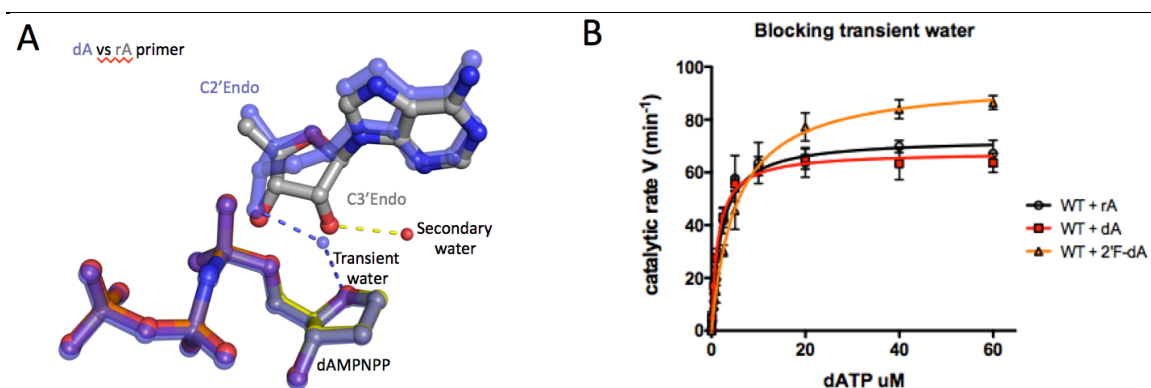 A
dA vs rA primer
C2'Endo
C3'Endo
Secondary
water
Transient
water
dAMPNPP
B
Blocking transient water
catalytic rate V (min-1)
100
80
60
40
20
0
0
20
40
60
dATP uM
WT + rA
WT + dA
WT + 2'F-dA